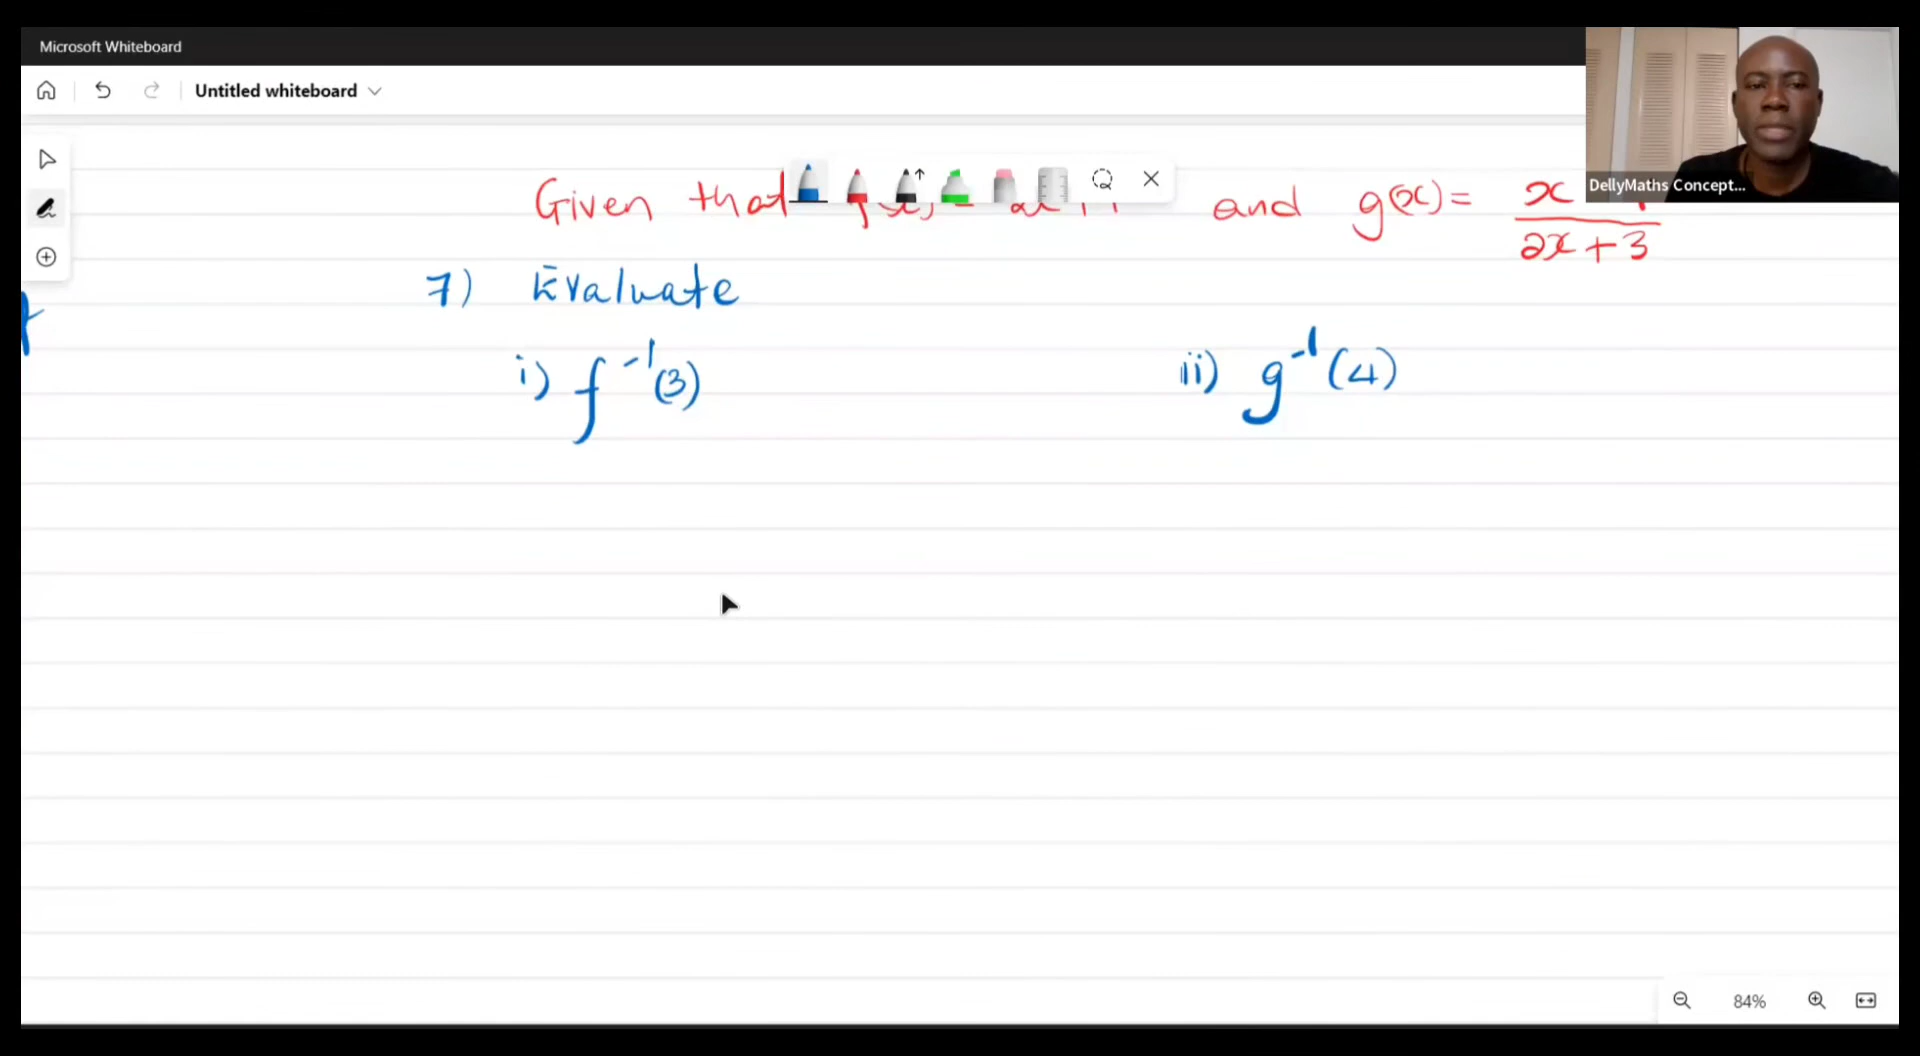 Microsoft Whiteboard
Untitled whiteboard
DellyMaths Concept...
Given that and g(x) = x / 2x + 3
7) Evaluate
i) f⁻¹(3)
ii) g⁻¹(4)
84%